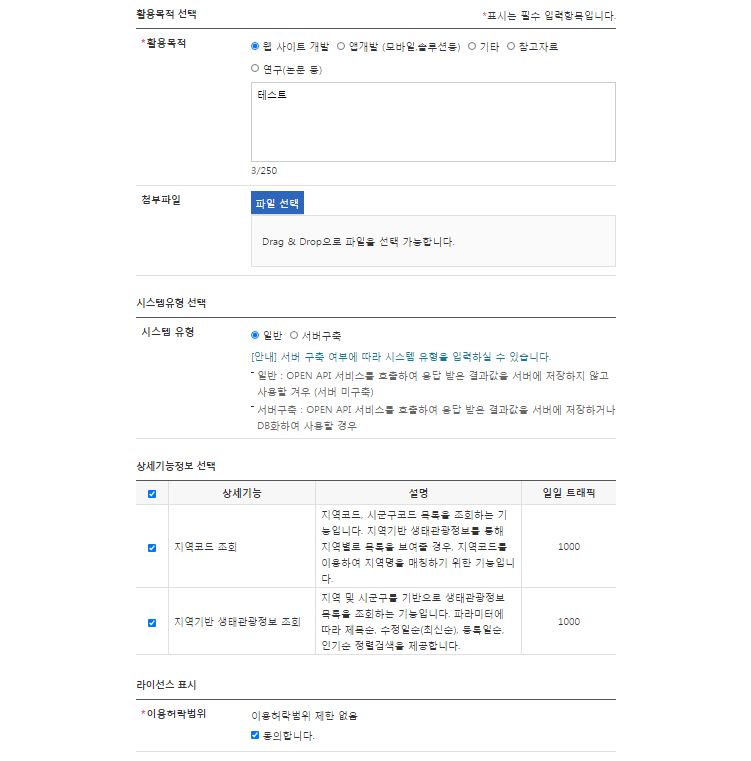 활용목적 선택
*표시는 필수 입력항목입니다.
*활용목적
웹 사이트 개발 앱개발 (모바일,솔루션등) 기타 참고자료
연구(논문 등)
테스트
3/250
첨부파일
파일 선택
Drag & Drop으로 파일을 선택 가능합니다.
시스템유형 선택
시스템 유형
일반 서버구축
[안내] 서버 구축 여부에 따라 시스템 유형을 입력하실 수 있습니다.
- 일반 : OPEN API 서비스를 호출하여 응답 받은 결과값을 서버에 저장하지 않고
사용할 겨우 (서버 미구축)
- 서버구축 : OPEN API 서비스를 호출하여 응답 받은 결과값을 서버에 저장하거나
DB화하여 사용할 경우
상세기능정보 선택
상세기능 설명 일일 트래픽
지역코드 조회
지역코드, 시군구코드 목록을 조회하는 기
능입니다. 지역기반 생태관광정보를 통해
지역별로 목록을 보여줄 경우, 지역코드를
이용하여 지역명을 매칭하기 위한 기능입니
다.
1000
지역기반 생태관광정보 조회
지역 및 시군구를 기반으로 생태관광정보
목록을 조회하는 기능입니다. 파라미터에
따라 제목순, 수정일순(최신순), 등록일순,
인기순 정렬검색을 제공합니다.
1000
라이선스 표시
*이용허락범위
이용허락범위 제한 없음
동의합니다.